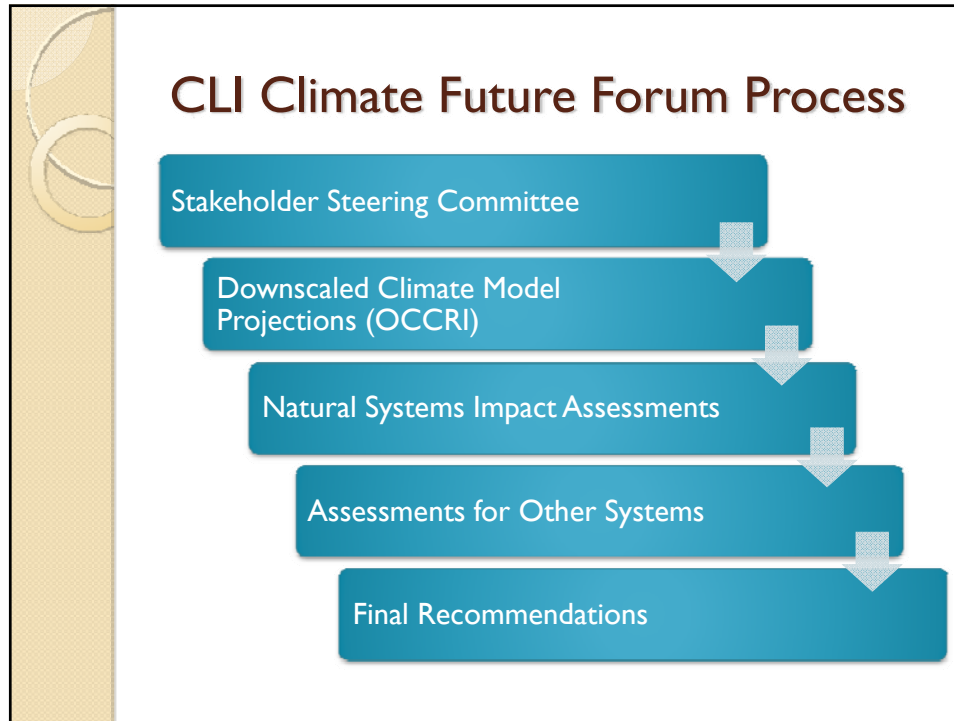 CLI Climate Future Forum Process
Stakeholder Steering Committee
Downscaled Climate Model
Projections (OCCRI)
Natural Systems Impact Assessments
Assessments for Other Systems
Final Recommendations